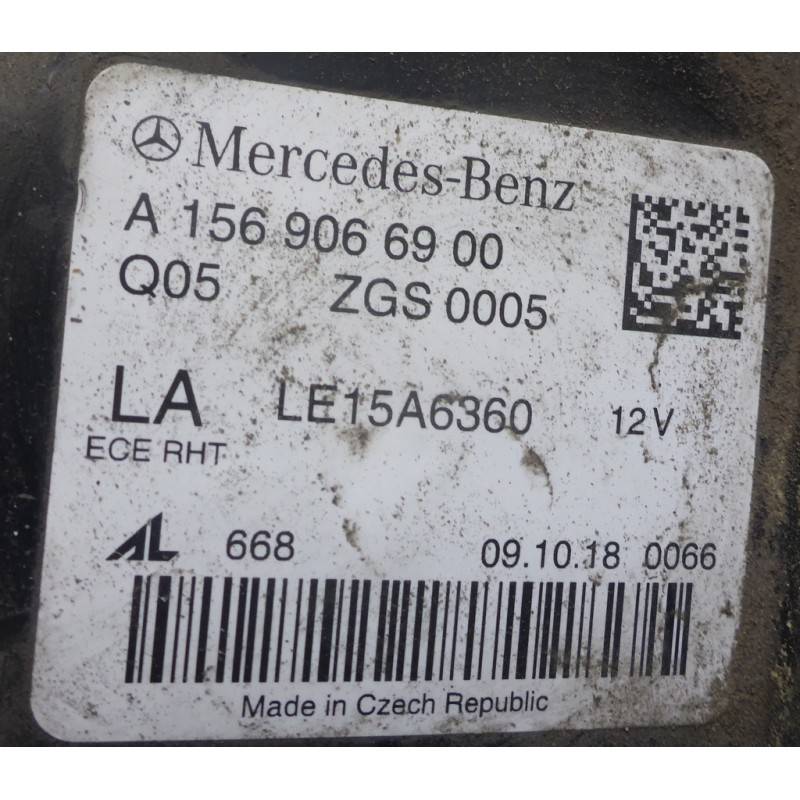 Mercedes-Benz
A 156 906 69 00
Q05 ZGS 0005
LA LE15A6360 12V
ECE RHT
AL 668 09.10.18 0066
Made in Czech Republic